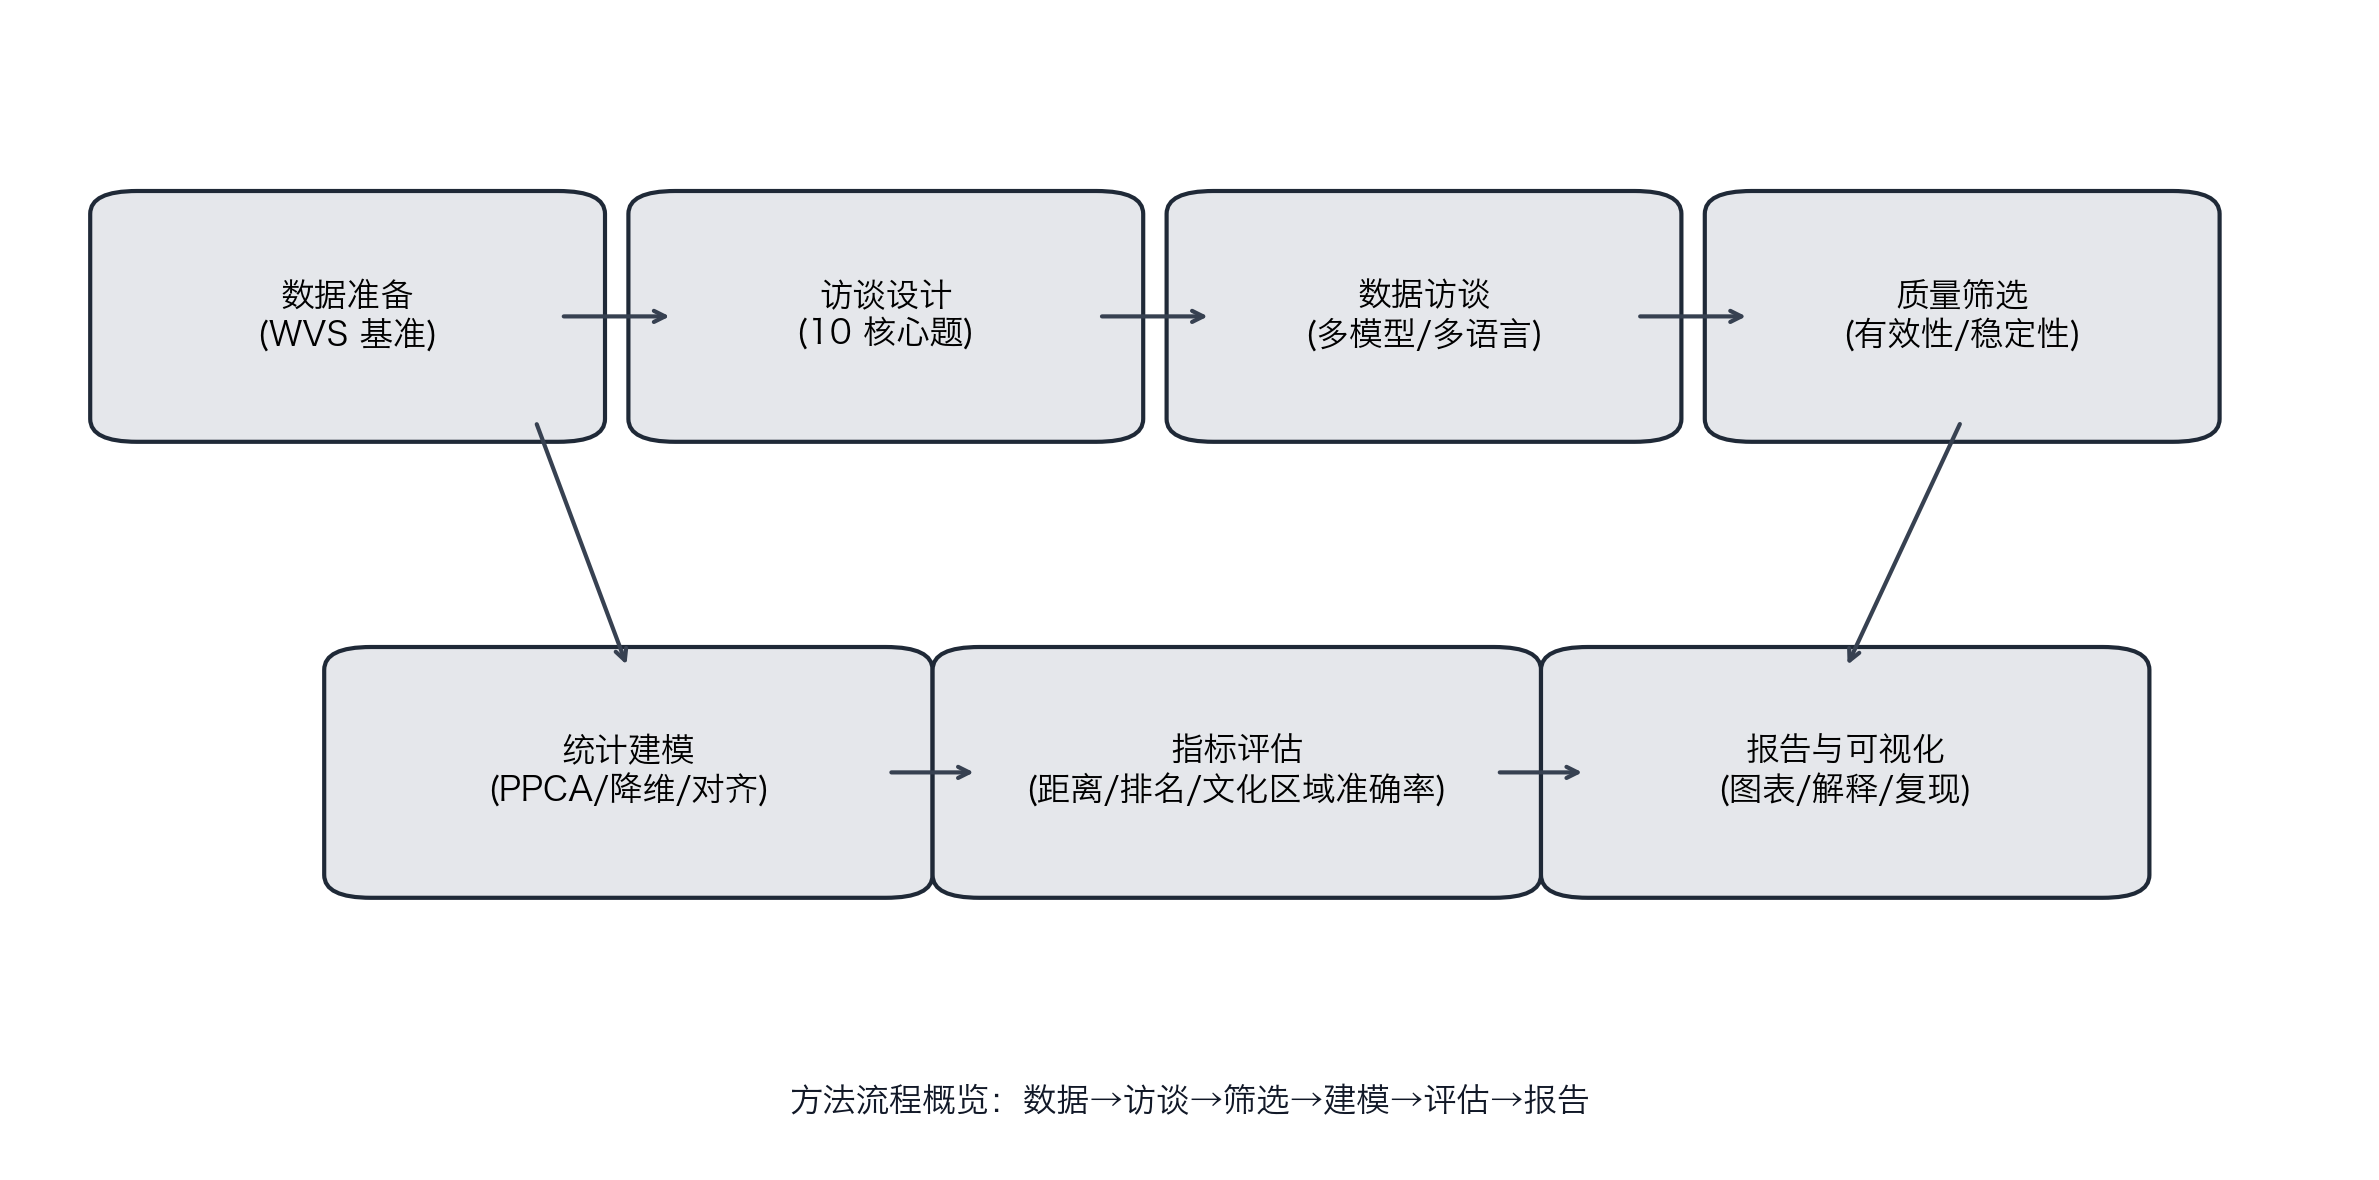 数据准备
(WVS 基准)
访谈设计
(10 核心题)
数据访谈
(多模型/多语言)
质量筛选
(有效性/稳定性)
统计建模
(PPCA/降维/对齐)
指标评估
(距离/排名/文化区域准确率)
报告与可视化
(图表/解释/复现)
方法流程概览：数据→访谈→筛选→建模→评估→报告